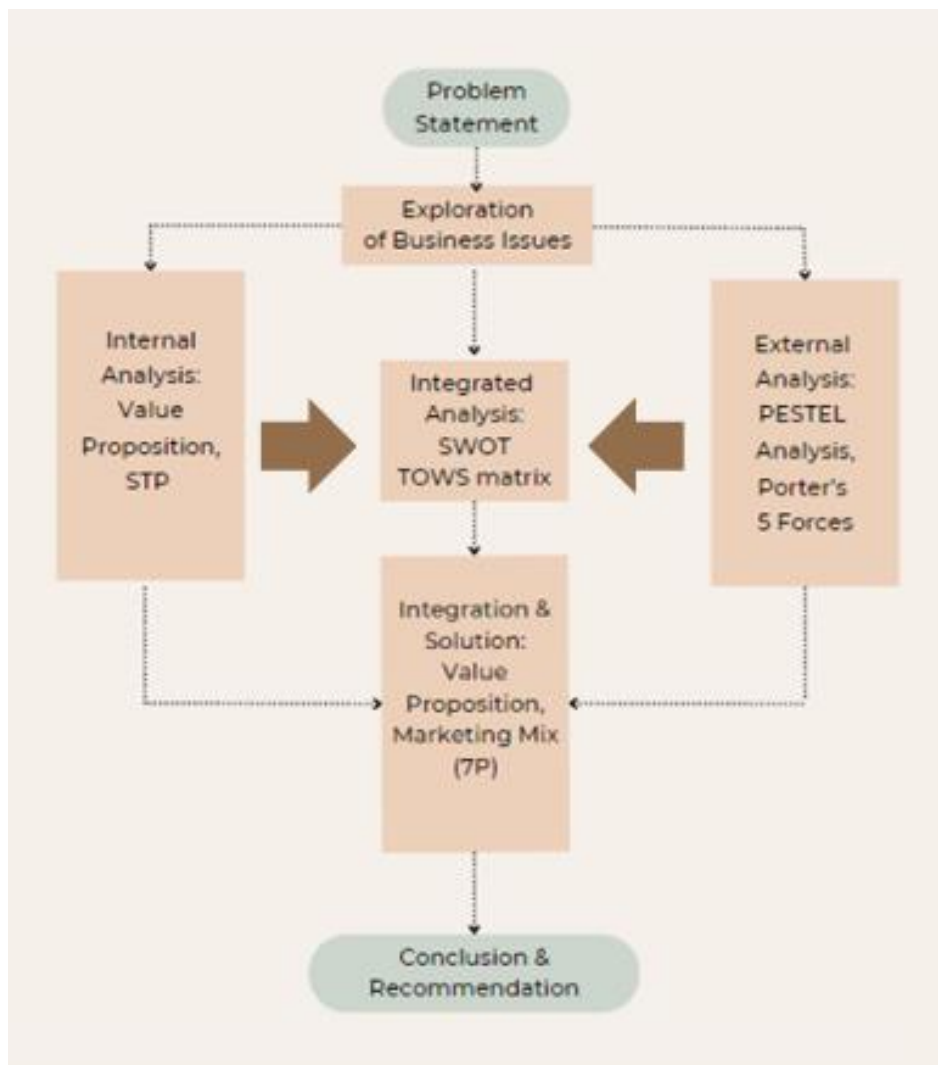 Problem
Statement
Exploration
of Business Issues
Internal
Analysis:
Value
Proposition,
STP
Integrated
Analysis:
SWOT
TOWS matrix
External
Analysis:
PESTEL
Analysis,
Porter's
5 Forces
Integration &
Solution:
Value
Proposition,
Marketing Mix
(7P)
Conclusion &
Recommendation